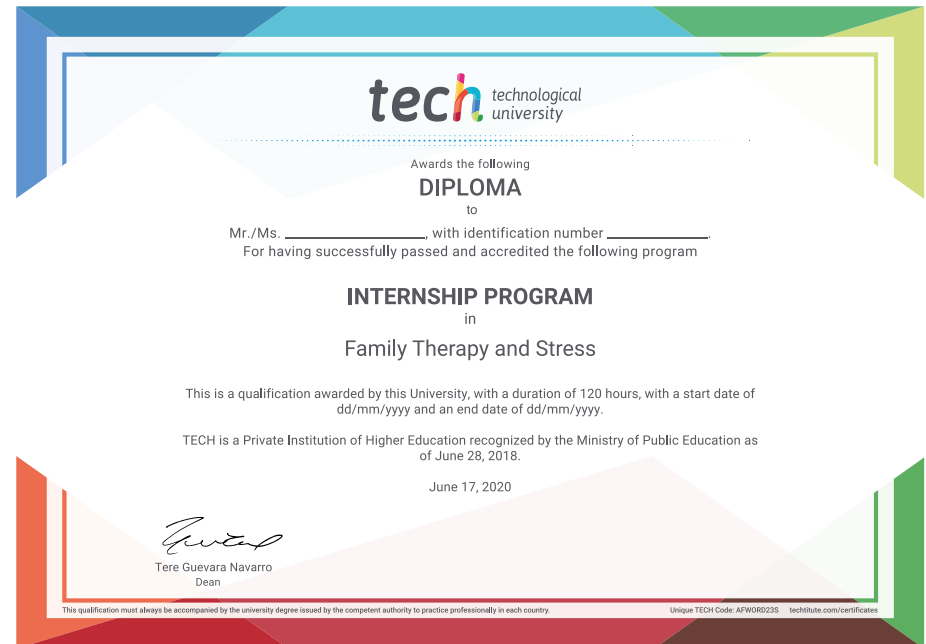 tech technological
university
Awards the following
DIPLOMA
to
Mr./Ms. ____________________, with identification number ______________.
For having successfully passed and accredited the following program
INTERNSHIP PROGRAM
in
Family Therapy and Stress
This is a qualification awarded by this University, with a duration of 120 hours, with a start date of
dd/mm/yyyy and an end date of dd/mm/yyyy.
TECH is a Private Institution of Higher Education recognized by the Ministry of Public Education as
of June 28, 2018.
June 17, 2020
Tere Guevara Navarro
Dean
This qualification must always be accompanied by the university degree issued by the competent authority to practice professionally in each country.
Unique TECH Code: AFWORD23S techtitute.com/certificates